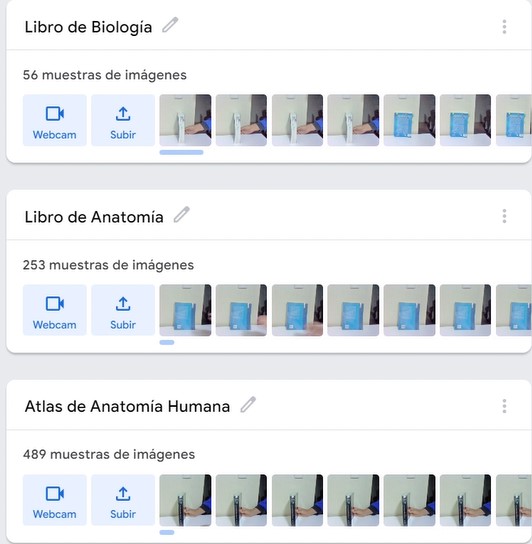 Libro de Biología
56 muestras de imágenes
Webcam Subir
Libro de Anatomía
253 muestras de imágenes
Webcam Subir
Atlas de Anatomía Humana
489 muestras de imágenes
Webcam Subir